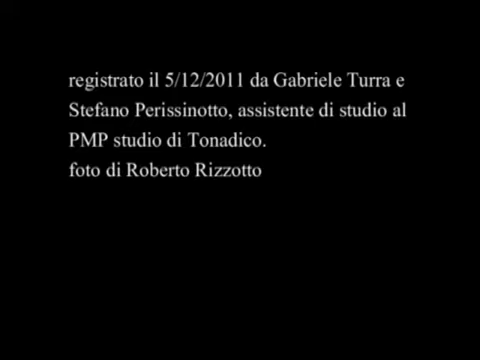 registrato il 5/12/2011 da Gabriele Turra e
Stefano Perissinotto, assistente di studio al
PMP studio di Tonadico.
foto di Roberto Rizzotto